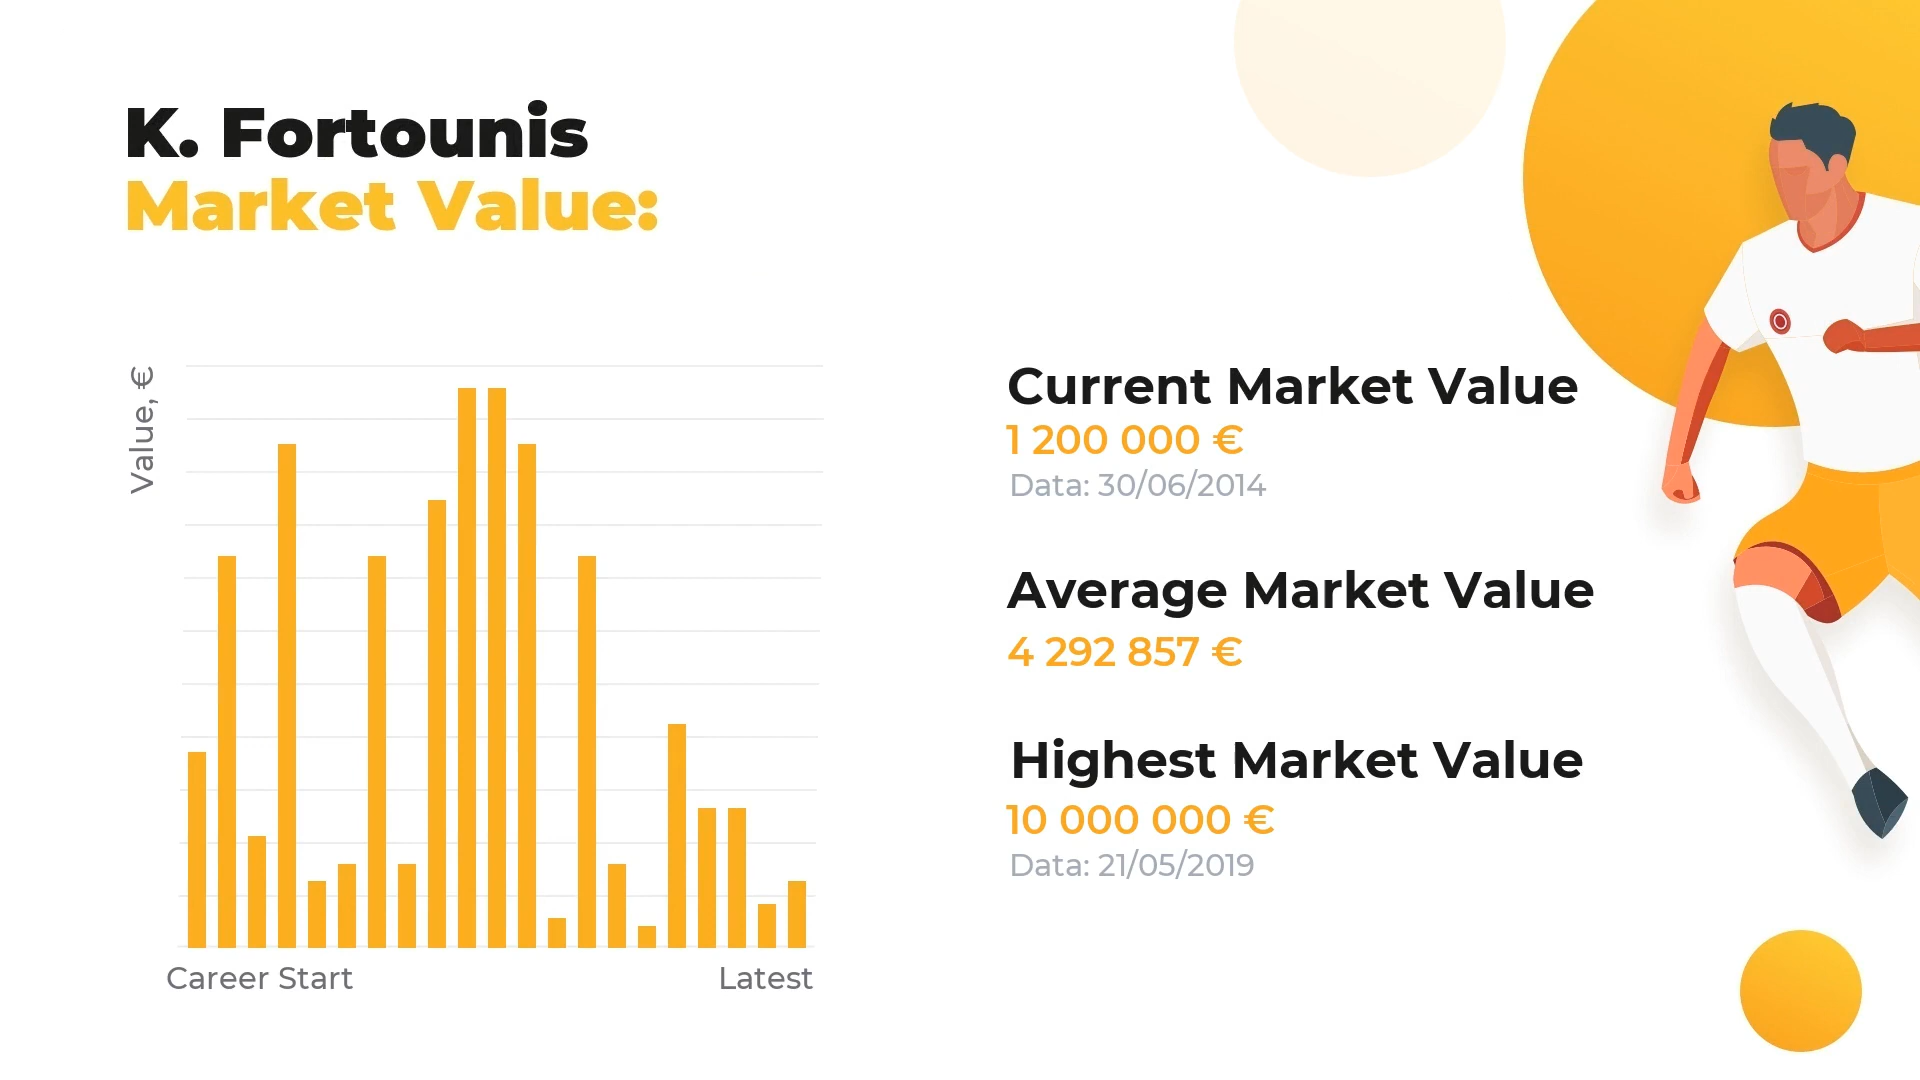 K. Fortounis
Market Value:
Value, €
Career Start
Latest
Current Market Value
1 200 000 €
Data: 30/06/2014
Average Market Value
4 292 857 €
Highest Market Value
10 000 000 €
Data: 21/05/2019